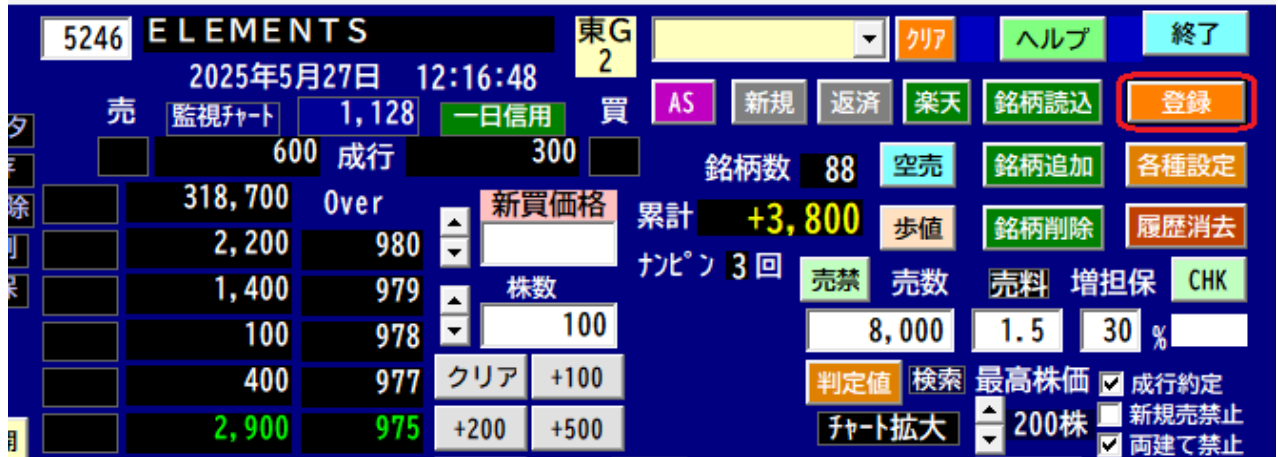 5246 ELEMENTS 東G 2 クリア ヘルプ 終了
2025年5月27日 12:16:48
売 監視ﾁｬｰﾄ 1,128 一日信用 買 AS 新規 返済 楽天 銘柄読込 登録
600 成行 300 銘柄数 88 空売 銘柄追加 各種設定
318,700 Over 新買価格 累計 +3,800 歩値 銘柄削除 履歴消去
2,200 980
ﾅﾝﾋﾟﾝ 3回 売禁 売数 売料 増担保 CHK
1,400 979 株数
100 978 100 8,000 1.5 30 %
400 977 クリア +100 判定値 検索 最高株価 成行約定
2,900 975 +200 +500 ﾁｬｰﾄ拡大 200株 新規売禁止
両建て禁止